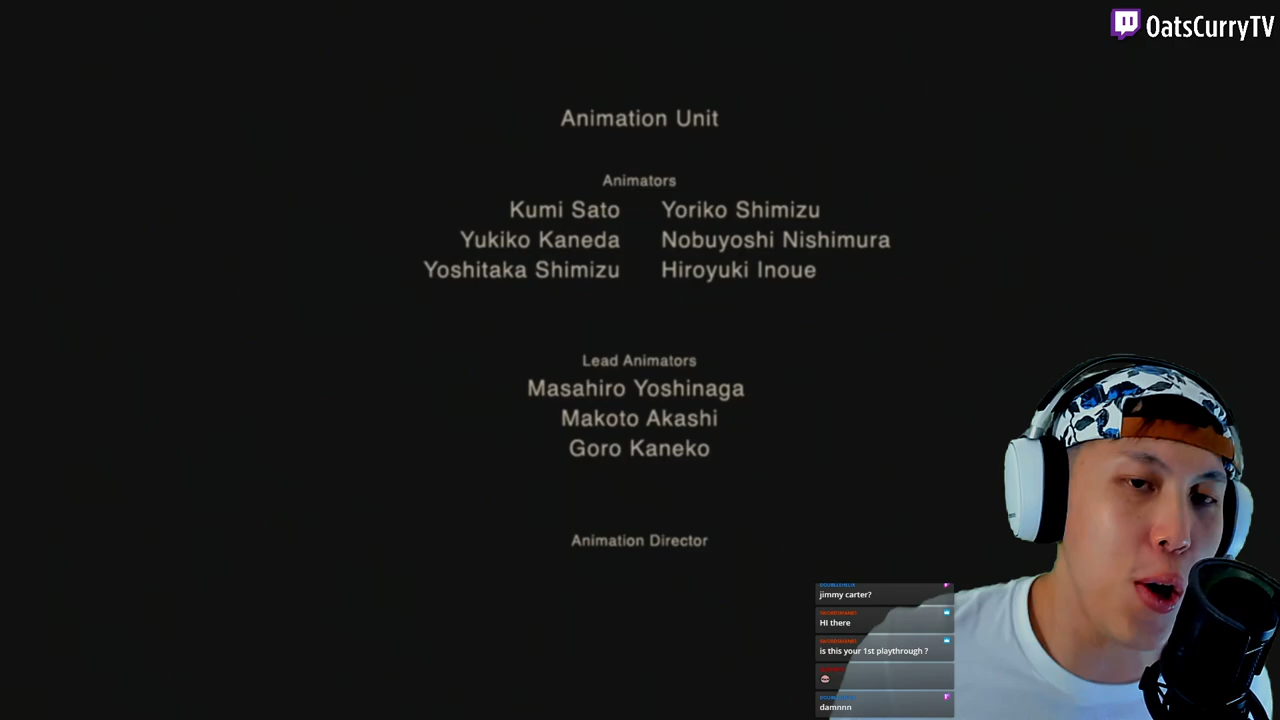 OatsCurryTV
Animation Unit
Animators
Kumi Sato Yoriko Shimizu
Yukiko Kaneda Nobuyoshi Nishimura
Yoshitaka Shimizu Hiroyuki Inoue
Lead Animators
Masahiro Yoshinaga
Makoto Akashi
Goro Kaneko
Animation Director
jimmy carter?
HI there
is this your 1st playthrough ?
damnnn